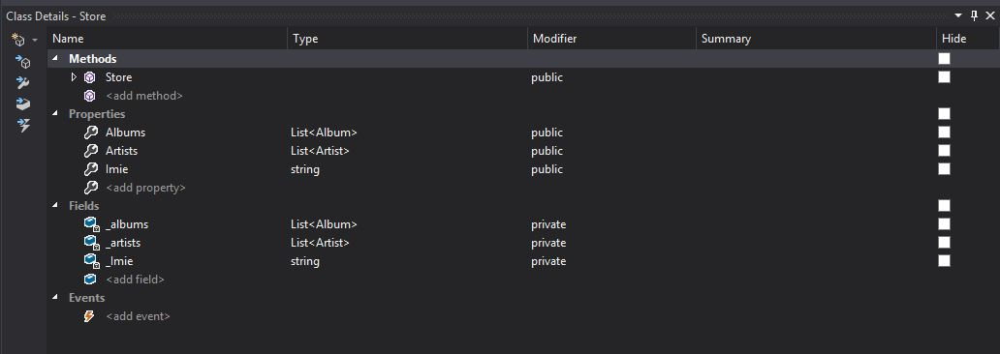 Class Details - Store
Name Type Modifier Summary Hide
Methods
Store public
<add method>
Properties
Albums List<Album> public
Artists List<Artist> public
Imie string public
<add property>
Fields
_albums List<Album> private
_artists List<Artist> private
_Imie string private
<add field>
Events
<add event>